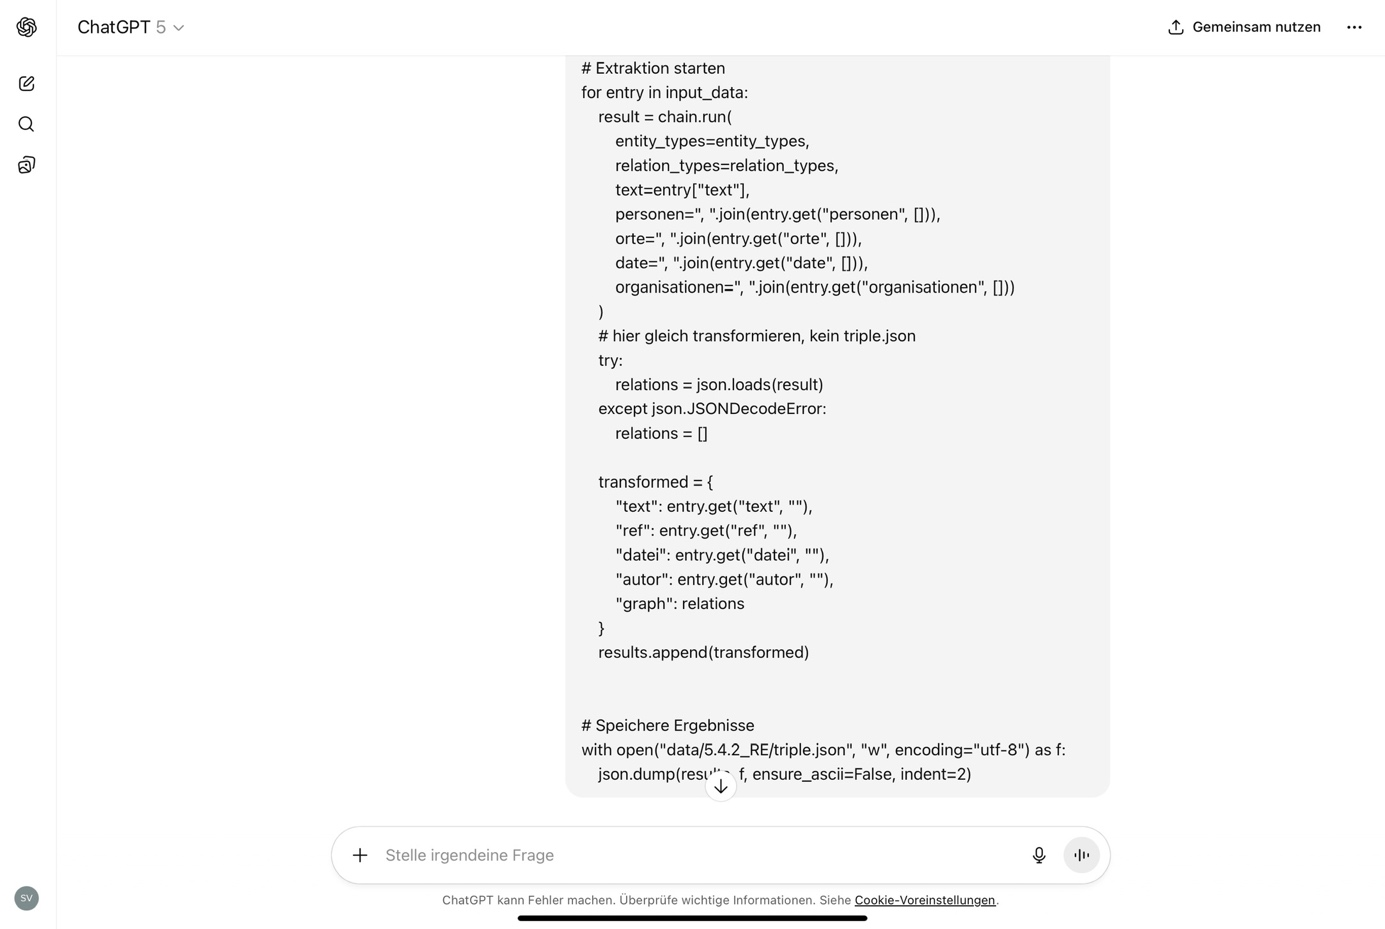 ChatGPT 5
Gemeinsam nutzen
# Extraktion starten
for entry in input_data:
    result = chain.run(
        entity_types=entity_types,
        relation_types=relation_types,
        text=entry["text"],
        personen=", ".join(entry.get("personen", [])),
        orte=", ".join(entry.get("orte", [])),
        date=", ".join(entry.get("date", [])),
        organisationen=", ".join(entry.get("organisationen", []))
    )
    # hier gleich transformieren, kein triple.json
    try:
        relations = json.loads(result)
    except json.JSONDecodeError:
        relations = []
    transformed = {
        "text": entry.get("text", ""),
        "ref": entry.get("ref", ""),
        "datei": entry.get("datei", ""),
        "autor": entry.get("autor", ""),
        "graph": relations
    }
    results.append(transformed)
# Speichere Ergebnisse
with open("data/5.4.2_RE/triple.json", "w", encoding="utf-8") as f:
    json.dump(results, f, ensure_ascii=False, indent=2)
Stelle irgendeine Frage
SV
ChatGPT kann Fehler machen. Überprüfe wichtige Informationen. Siehe Cookie-Voreinstellungen.